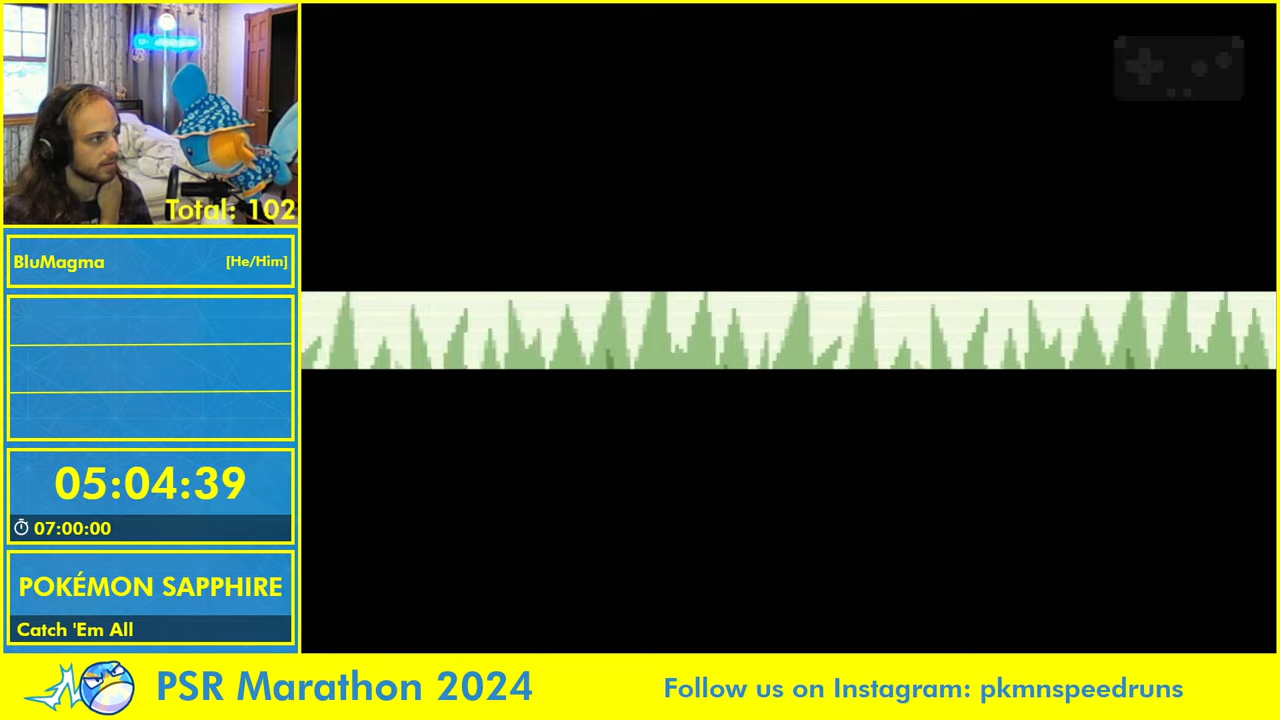 Total: 102
BluMagma
[He/Him]
05:04:39
07:00:00
POKÉMON SAPPHIRE
Catch 'Em All
PSR Marathon 2024
Follow us on Instagram: pkmnspeedruns